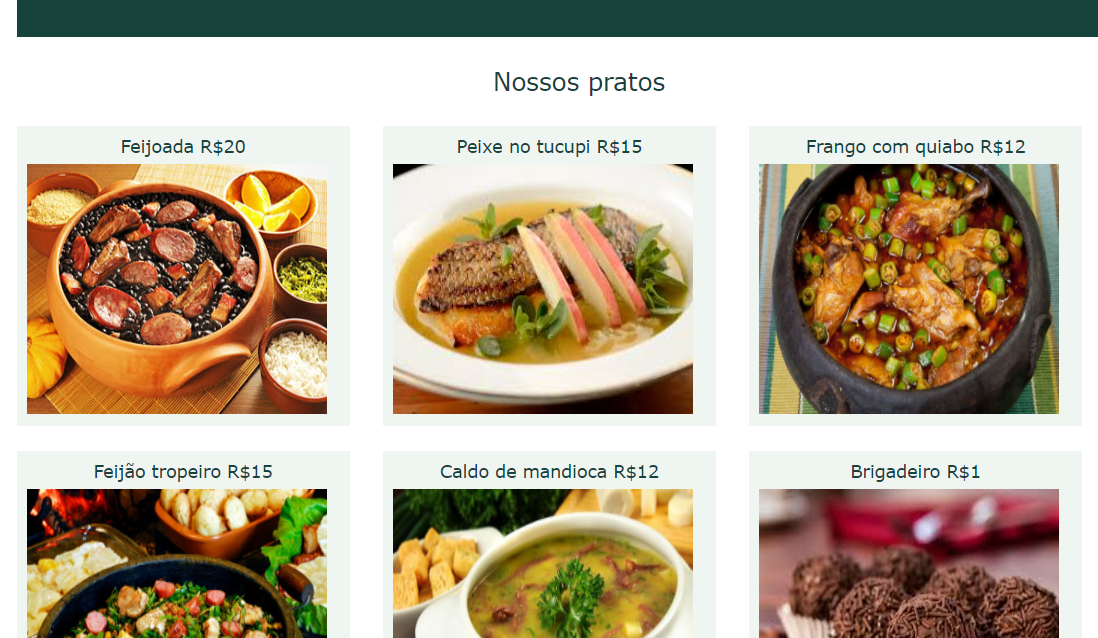 Nossos pratos
Feijoada R$20
Peixe no tucupi R$15
Frango com quiabo R$12
Feijão tropeiro R$15
Caldo de mandioca R$12
Brigadeiro R$1